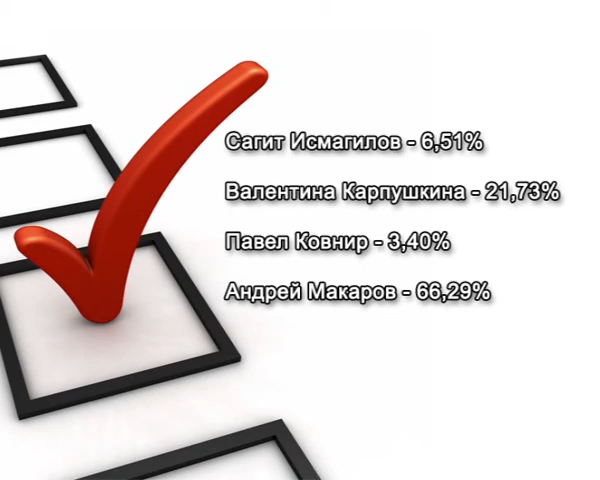 Сагит Исмагилов - 6,51%
Валентина Карпушкина - 21,73%
Павел Ковнир - 3,40%
Андрей Макаров - 66,29%